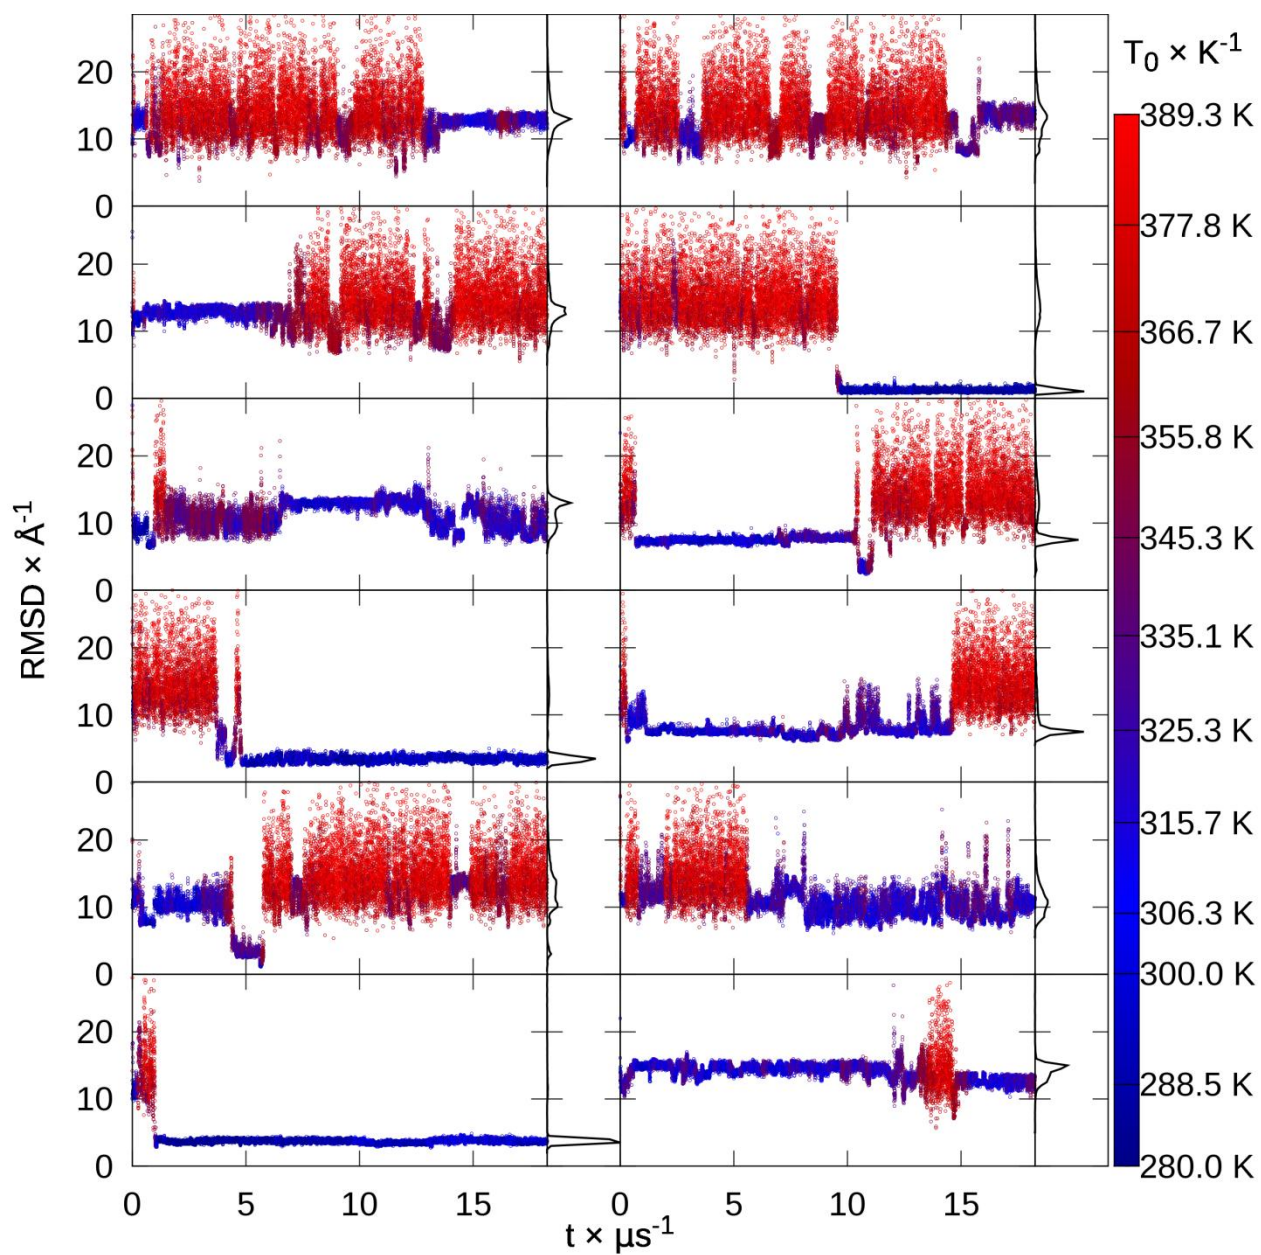 T₀ × K⁻¹
20
10
0
20
10
0
20
10
0
20
10
0
20
10
0
20
10
0
RMSD × Å⁻¹
0 5 10 15 0 5 10 15
t × µs⁻¹
389.3 K
377.8 K
366.7 K
355.8 K
345.3 K
335.1 K
325.3 K
315.7 K
306.3 K
300.0 K
288.5 K
280.0 K